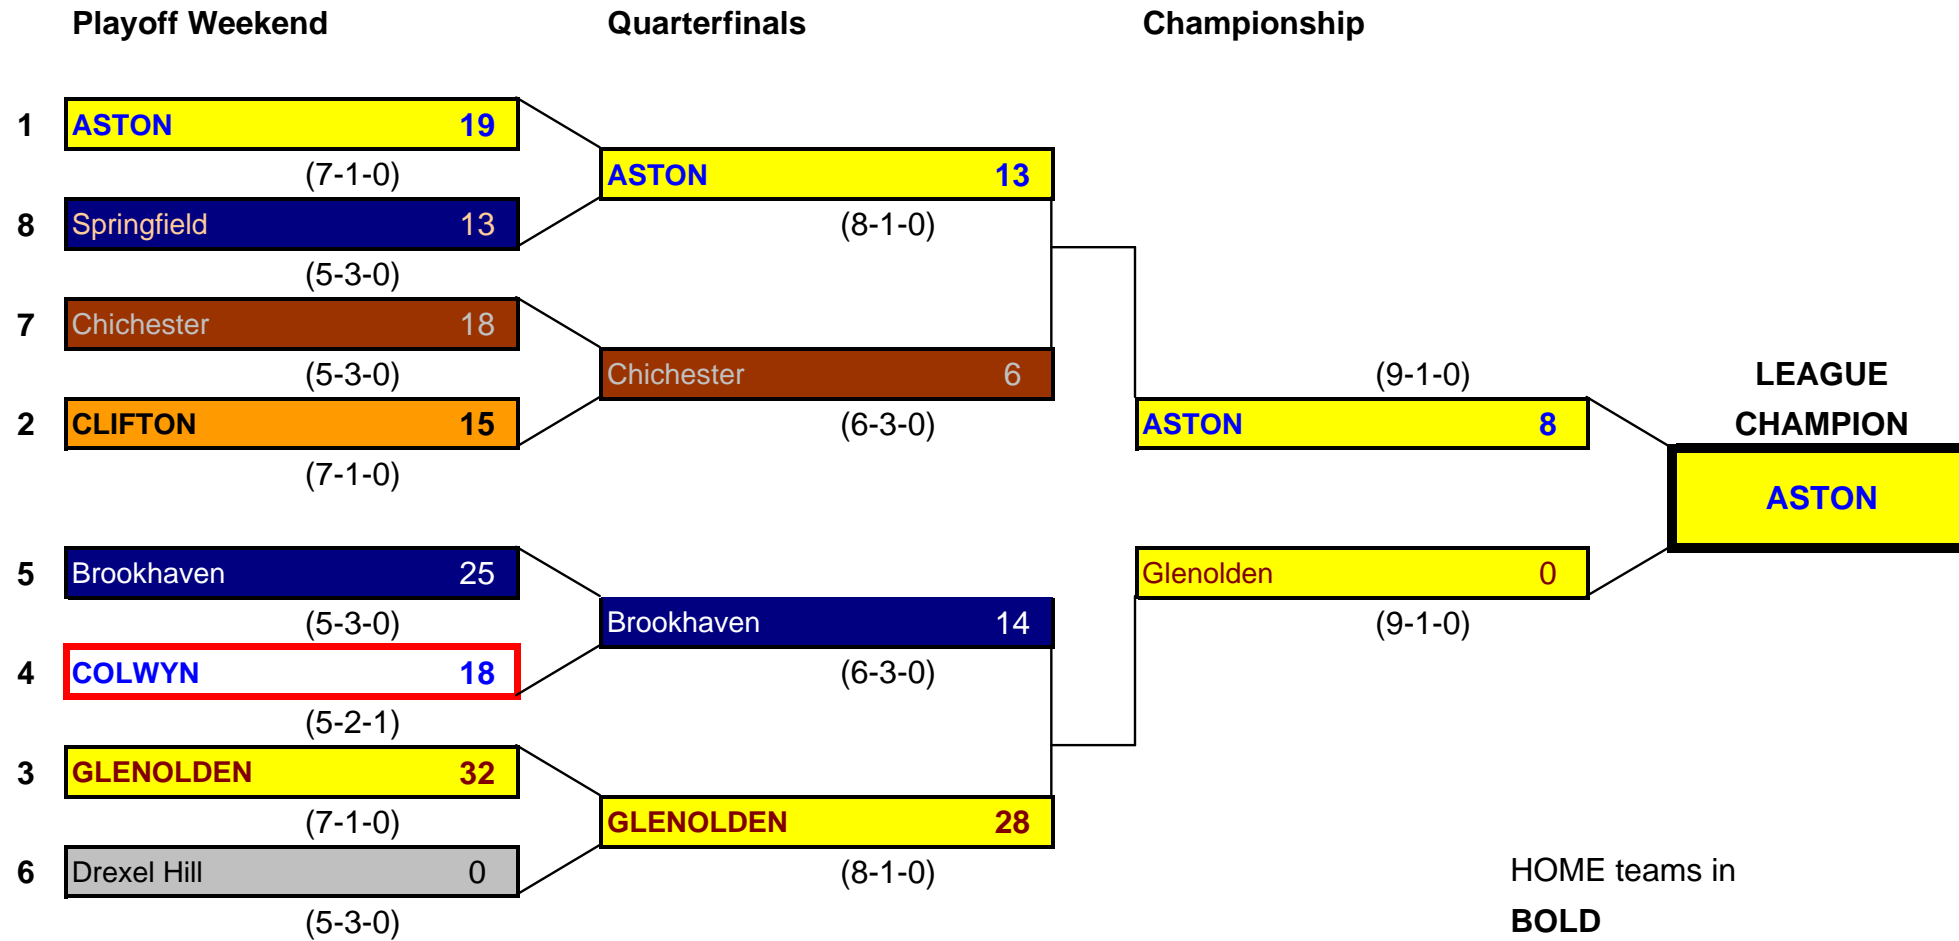 Playoff Weekend Quarterfinals Championship
1 ASTON 19
(7-1-0)
ASTON 13
8 Springfield 13
(8-1-0)
(5-3-0)
7 Chichester 18
(5-3-0)
Chichester 6
(9-1-0)
LEAGUE
2 CLIFTON 15
(6-3-0)
ASTON 8
CHAMPION
(7-1-0)
ASTON
5 Brookhaven 25
Glenolden 0
(5-3-0)
Brookhaven 14
(9-1-0)
4 COLWYN 18
(6-3-0)
(5-2-1)
3 GLENOLDEN 32
(7-1-0)
GLENOLDEN 28
6 Drexel Hill 0
(8-1-0)
HOME teams in
(5-3-0)
BOLD